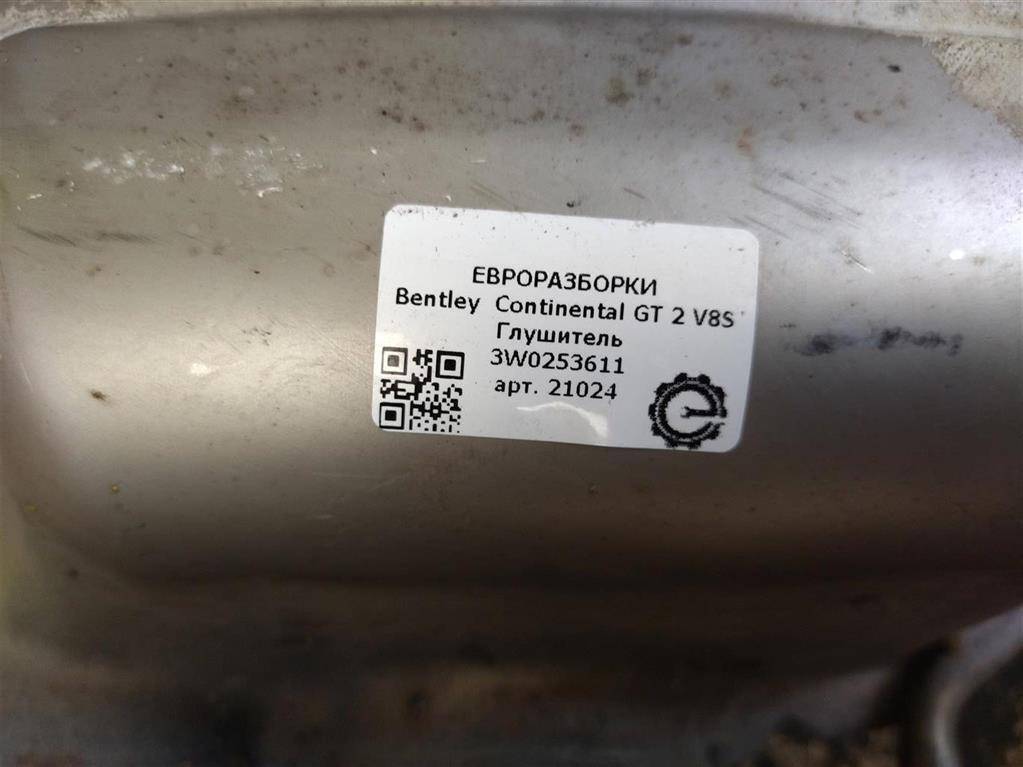 ЕВРОРАЗБОРКИ
Bentley Continental GT 2 V8S
Глушитель
3W0253611
арт. 21024